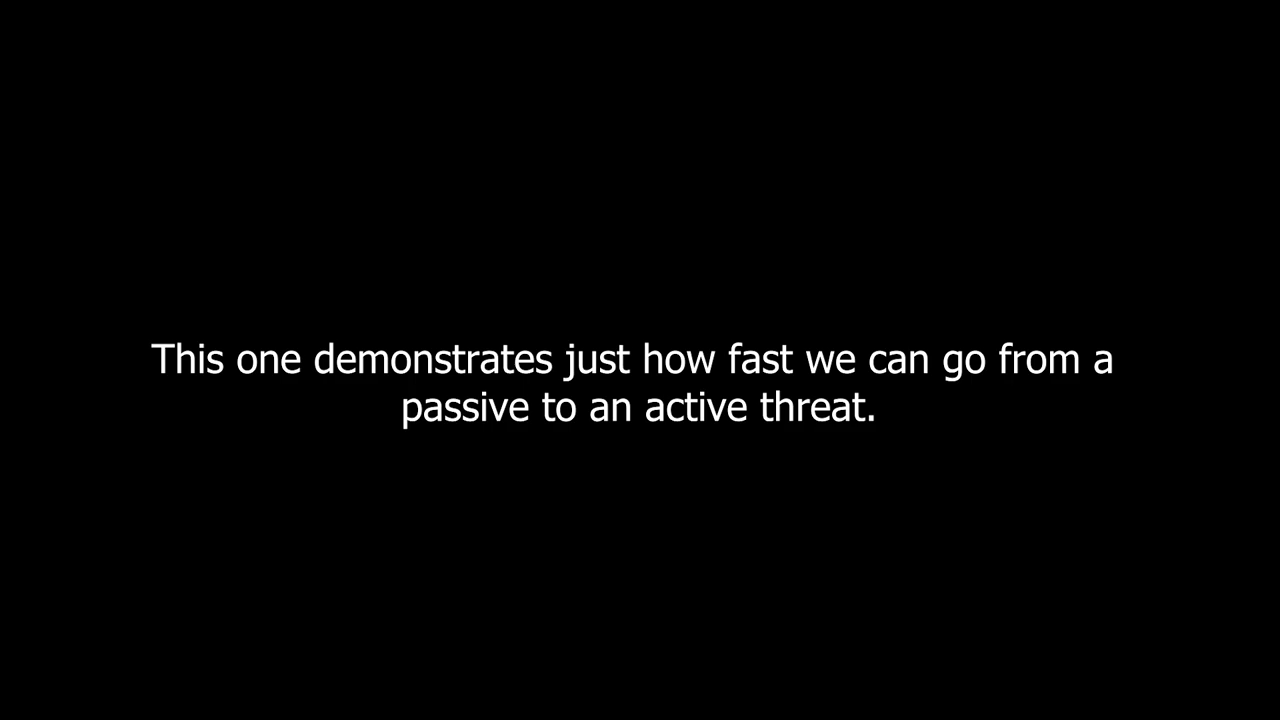 This one demonstrates just how fast we can go from a
passive to an active threat.